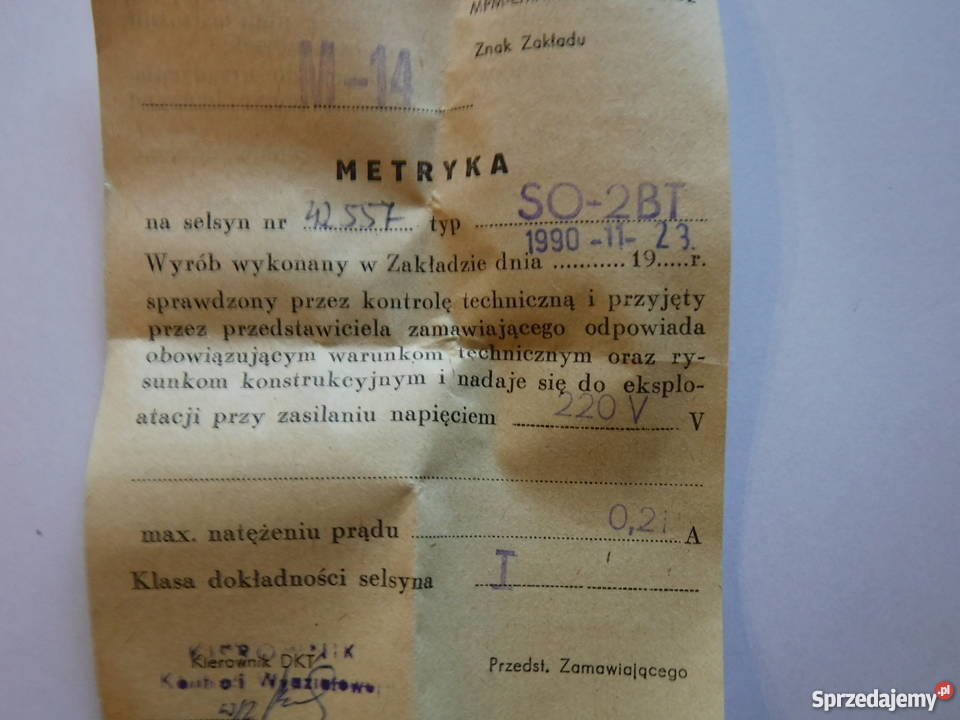 Znak Zakładu
M-14
METRYKA
na selsyn nr 42557 typ SO-2BT
1990 -11- 23.
Wyrób wykonany w Zakładzie dnia ........... 19.....r.
sprawdzony przez kontrolę techniczną i przyjęty
przez przedstawiciela zamawiającego odpowiada
obowiązującym warunkom technicznym oraz ry-
sunkom konstrukcyjnym i nadaje się do eksplo-
atacji przy zasilaniu napięciem 220 V V
max. natężeniu prądu 0,21 A
Klasa dokładności selsyna I
KIEROWNIK
Kierownik DKT
Kontroli Wydziałowej
Przedst. Zamawiającego
Sprzedajemy.pl